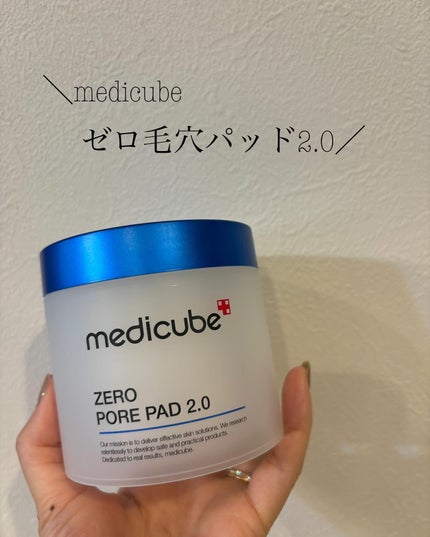 ＼medicube
ゼロ毛穴パッド2.0／
medicube
ZERO
PORE PAD 2.0
Our mission is to deliver effective skin solutions. We research
relentlessly to develop safe and practical products.
Dedicated to real results, medicube.